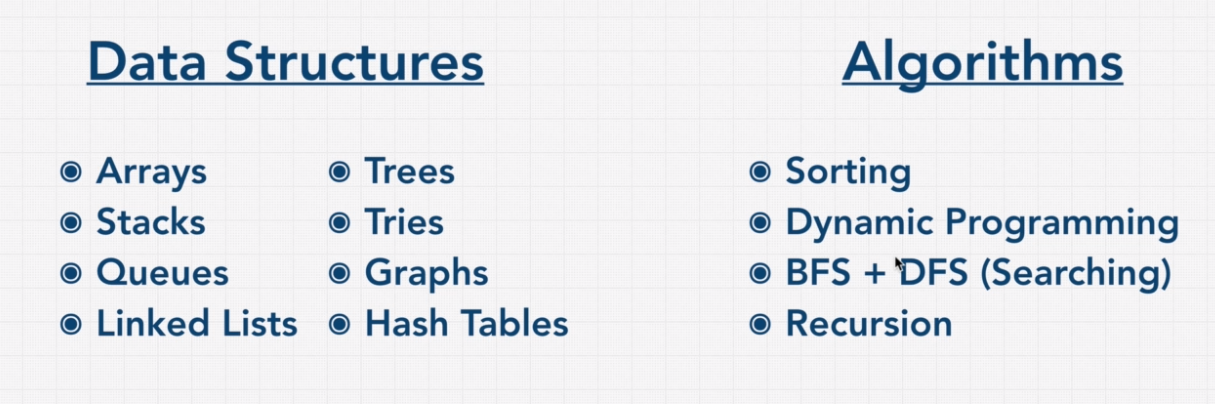 Data Structures
Algorithms
Arrays
Stacks
Queues
Linked Lists
Trees
Tries
Graphs
Hash Tables
Sorting
Dynamic Programming
BFS + DFS (Searching)
Recursion